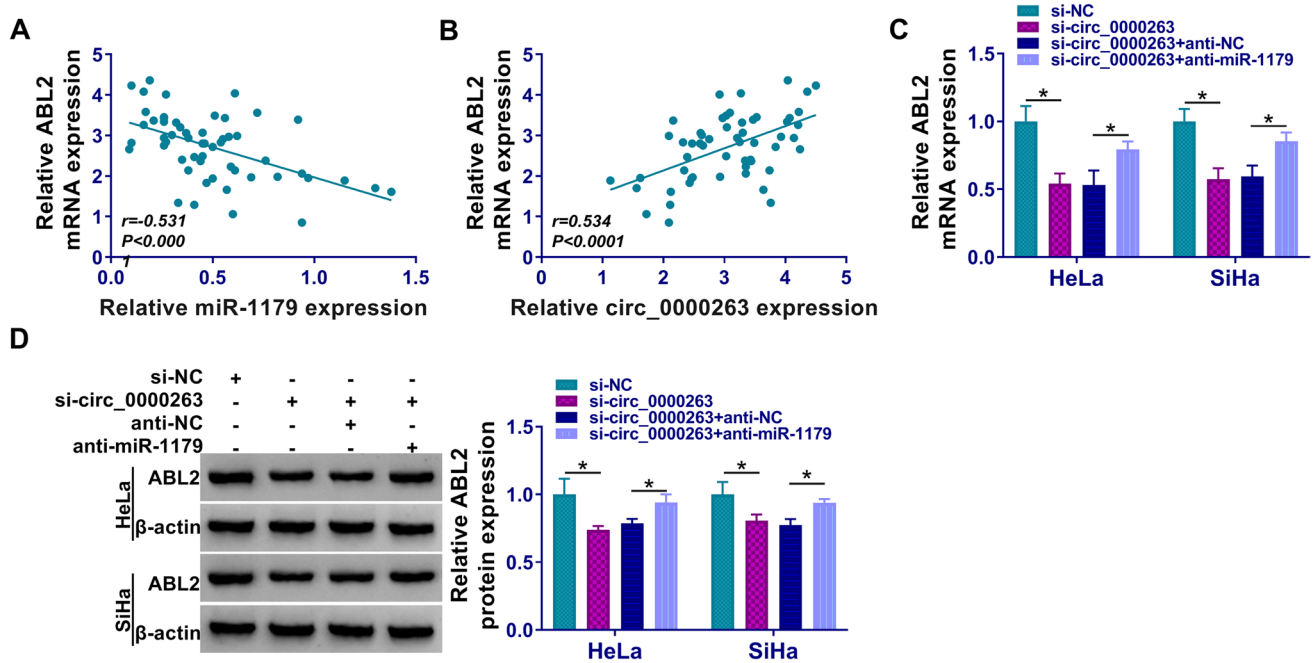 A
Relative ABL2
mRNA expression
5
4
3
2
1
0
0.0
0.5
1.0
1.5
r=-0.531
P<0.000
1
Relative miR-1179 expression
B
Relative ABL2
mRNA expression
5
4
3
2
1
0
0
1
2
3
4
5
r=0.534
P<0.0001
Relative circ_0000263 expression
C
si-NC
si-circ_0000263
si-circ_0000263+anti-NC
si-circ_0000263+anti-miR-1179
Relative ABL2
mRNA expression
1.5
1.0
0.5
0.0
* * * *
HeLa SiHa
D
si-NC + - - -
si-circ_0000263 - + + +
anti-NC - - + -
anti-miR-1179 - - - +
HeLa
ABL2
β-actin
SiHa
ABL2
β-actin
si-NC
si-circ_0000263
si-circ_0000263+anti-NC
si-circ_0000263+anti-miR-1179
Relative ABL2
protein expression
1.5
1.0
0.5
0.0
* * * *
HeLa SiHa